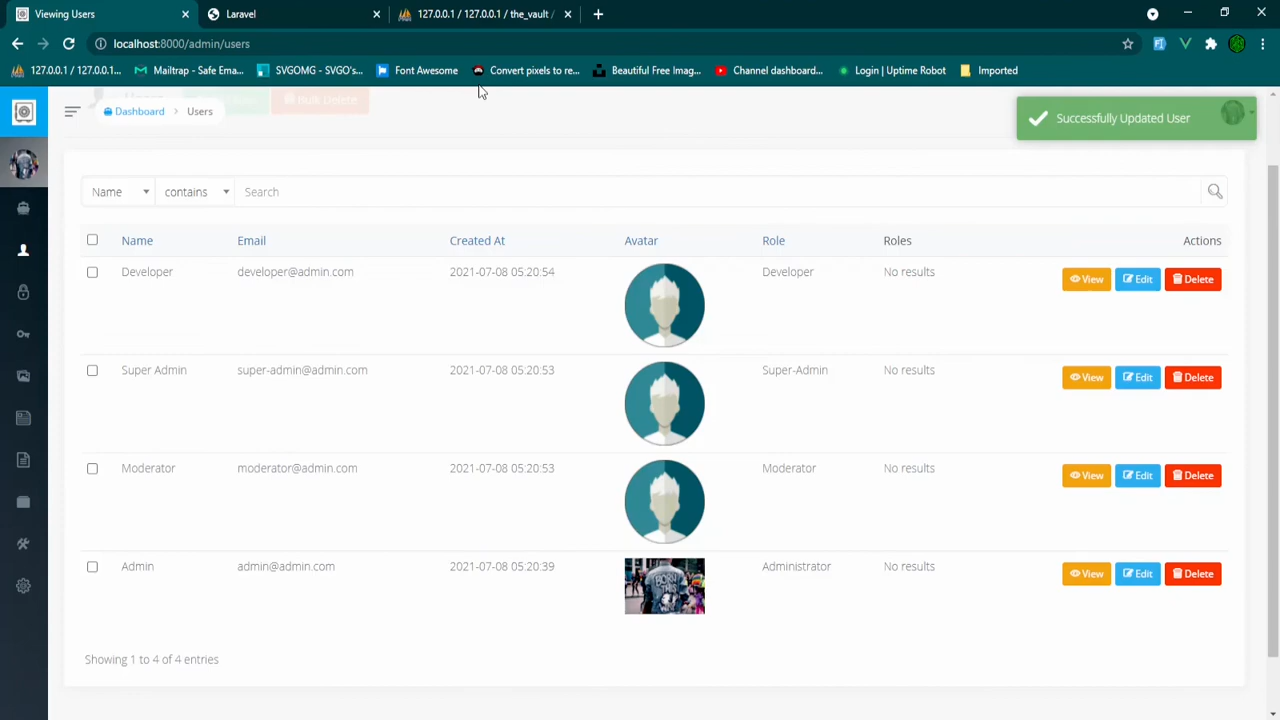 Viewing Users
Laravel
127.0.0.1 / 127.0.0.1 / the_vault /
localhost:8000/admin/users
127.0.0.1 / 127.0.0.1...
Mailtrap - Safe Ema...
SVGOMG - SVGO's...
Font Awesome
Convert pixels to re...
Beautiful Free Imag...
Channel dashboard...
Login | Uptime Robot
Imported
Bulk Delete
Dashboard > Users
Successfully Updated User
Name contains Search
Name Email Created At Avatar Role Roles Actions
Developer developer@admin.com 2021-07-08 05:20:54 Developer No results View Edit Delete
Super Admin super-admin@admin.com 2021-07-08 05:20:53 Super-Admin No results View Edit Delete
Moderator moderator@admin.com 2021-07-08 05:20:53 Moderator No results View Edit Delete
Admin admin@admin.com 2021-07-08 05:20:39 Administrator No results View Edit Delete
BORN
THIS
Showing 1 to 4 of 4 entries